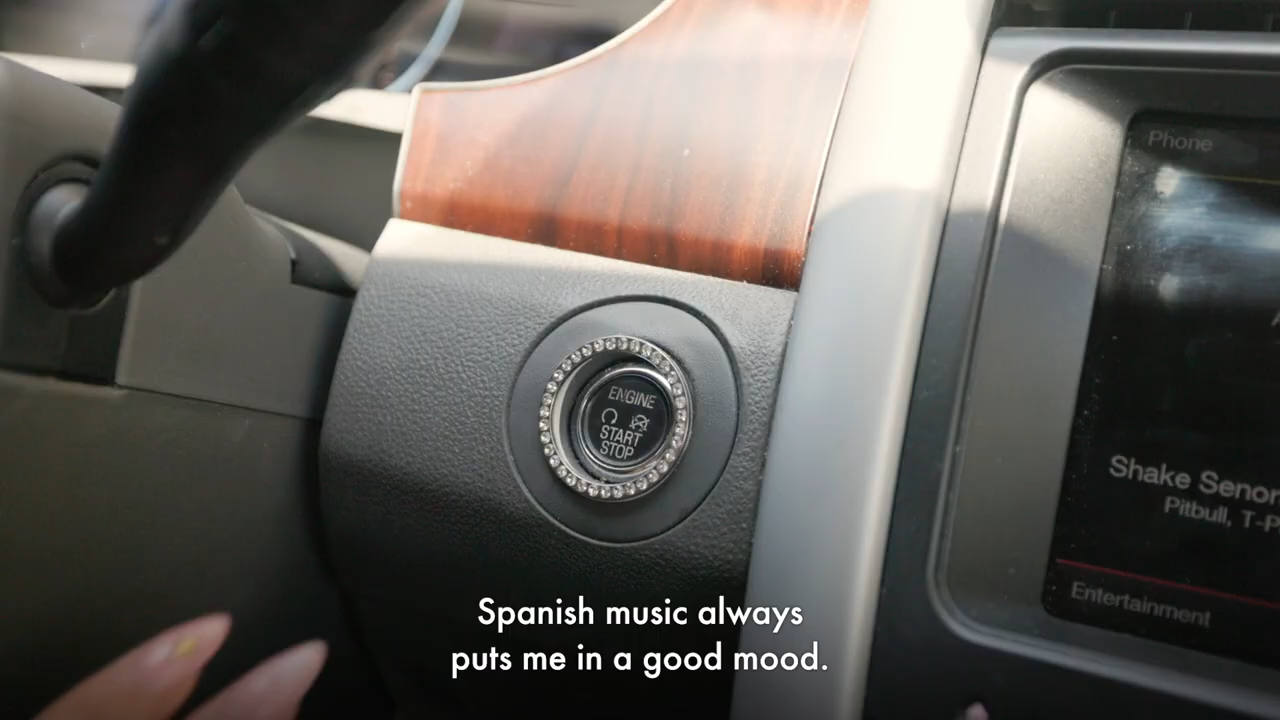 Phone
ENGINE
START
STOP
Shake Senor
Pitbull, T-P
Entertainment
Spanish music always
puts me in a good mood.